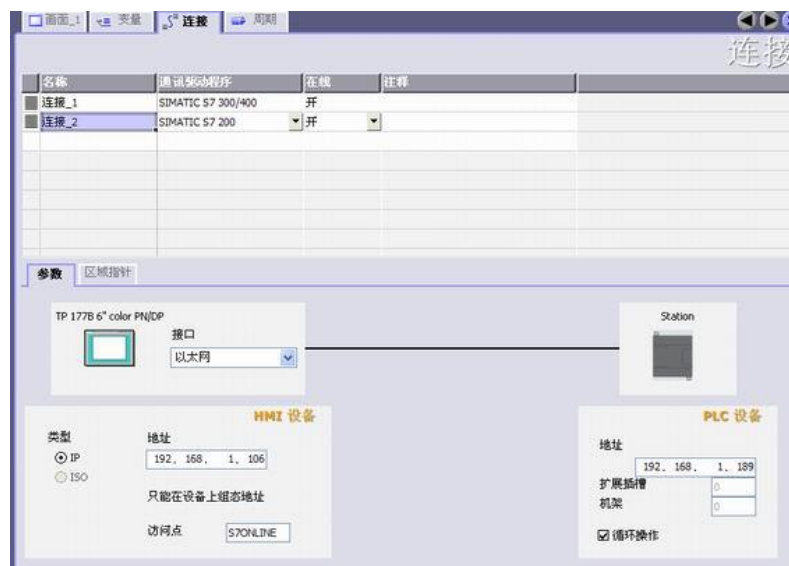 画面_1 变量 连接 周期
连接
名称 通讯驱动程序 在线 注释
连接_1 SIMATIC S7 300/400 开
连接_2 SIMATIC S7 200 开
参数 区域指针
TP 177B 6" color PN/DP
Station
接口
以太网
HMI 设备
类型 地址
IP 192. 168. 1. 106
ISO
只能在设备上组态地址
访问点 S7ONLINE
PLC 设备
地址
192. 168. 1. 189
扩展插槽 0
机架 0
循环操作